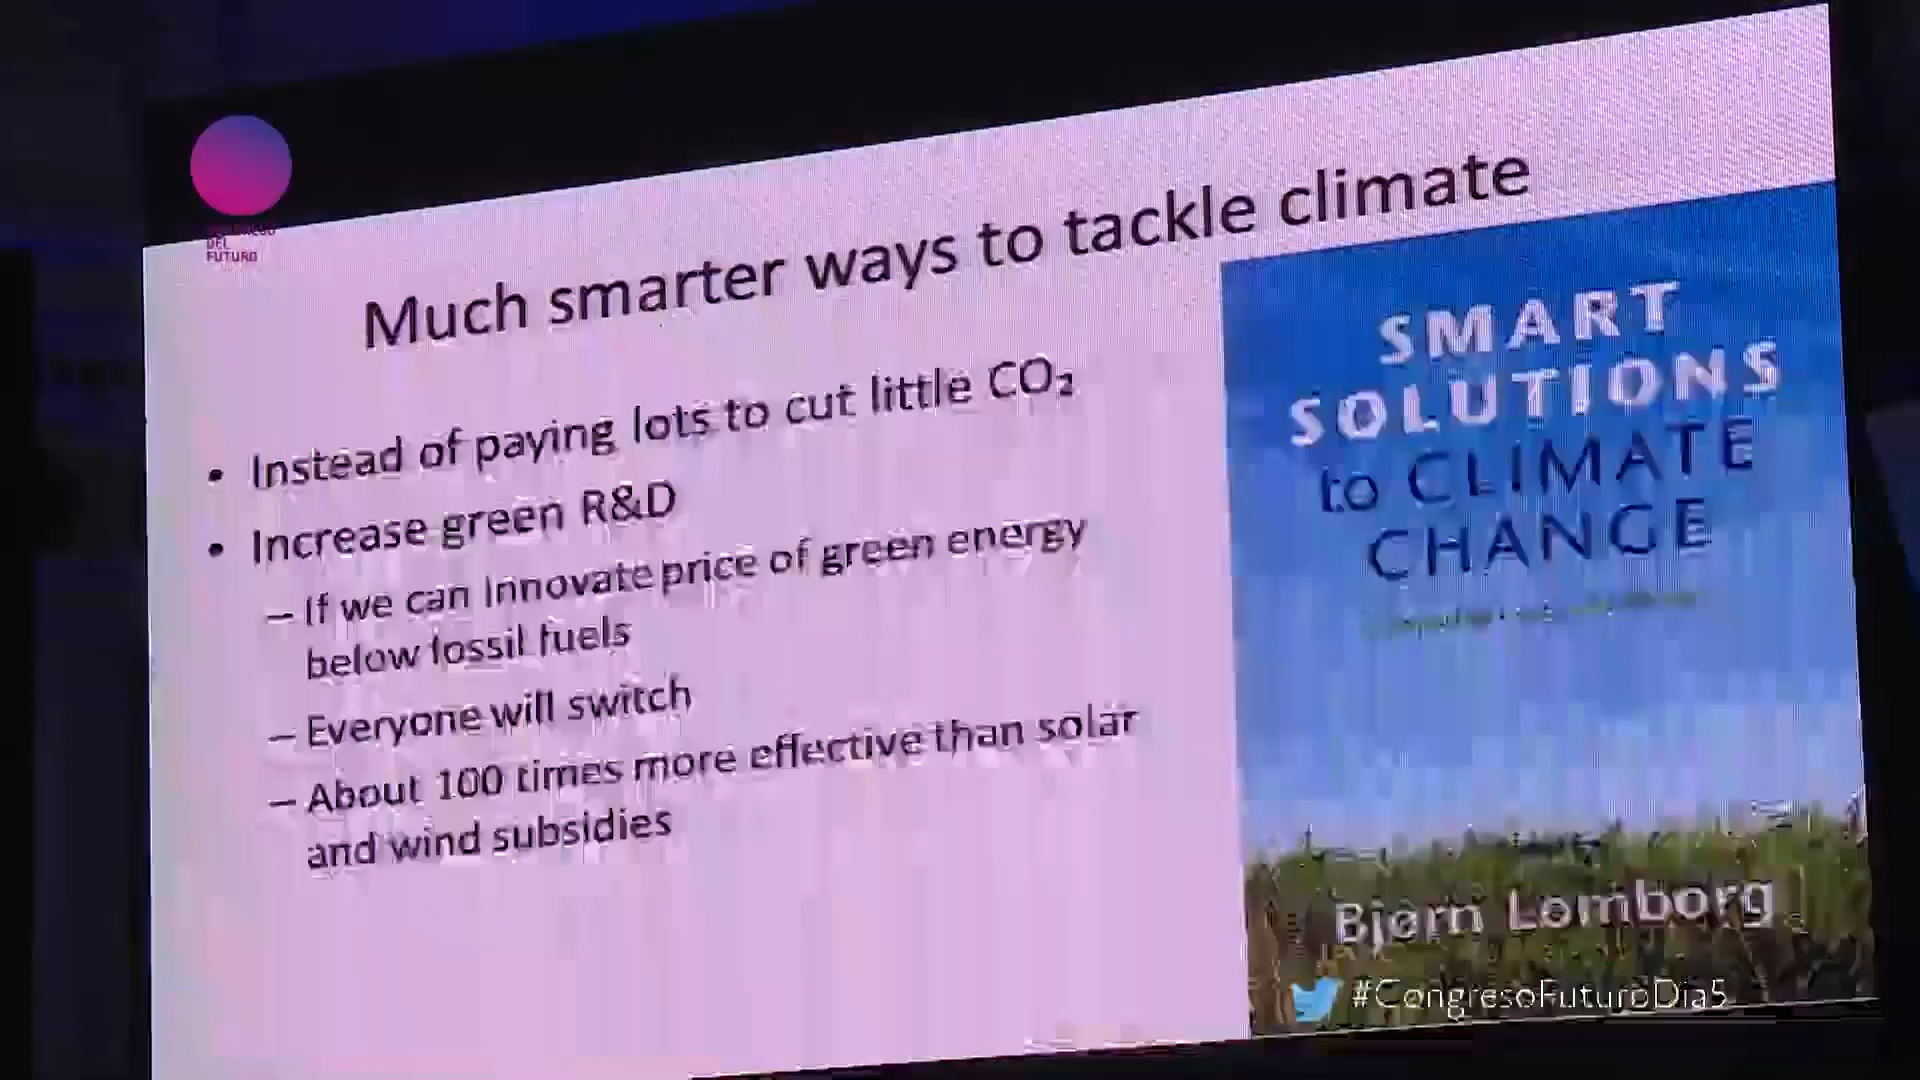 DEL
FUTURO
Much smarter ways to tackle climate
• Instead of paying lots to cut little CO₂
• Increase green R&D
– If we can innovate price of green energy
below fossil fuels
– Everyone will switch
– About 100 times more effective than solar
and wind subsidies
SMART
SOLUTIONS
to CLIMATE
CHANGE
Bjørn Lomborg
#CongresoFuturoDia5